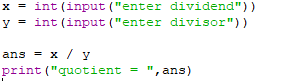 x = int(input("enter dividend"))
y = int(input("enter divisor"))
ans = x / y
print("quotient = ",ans)